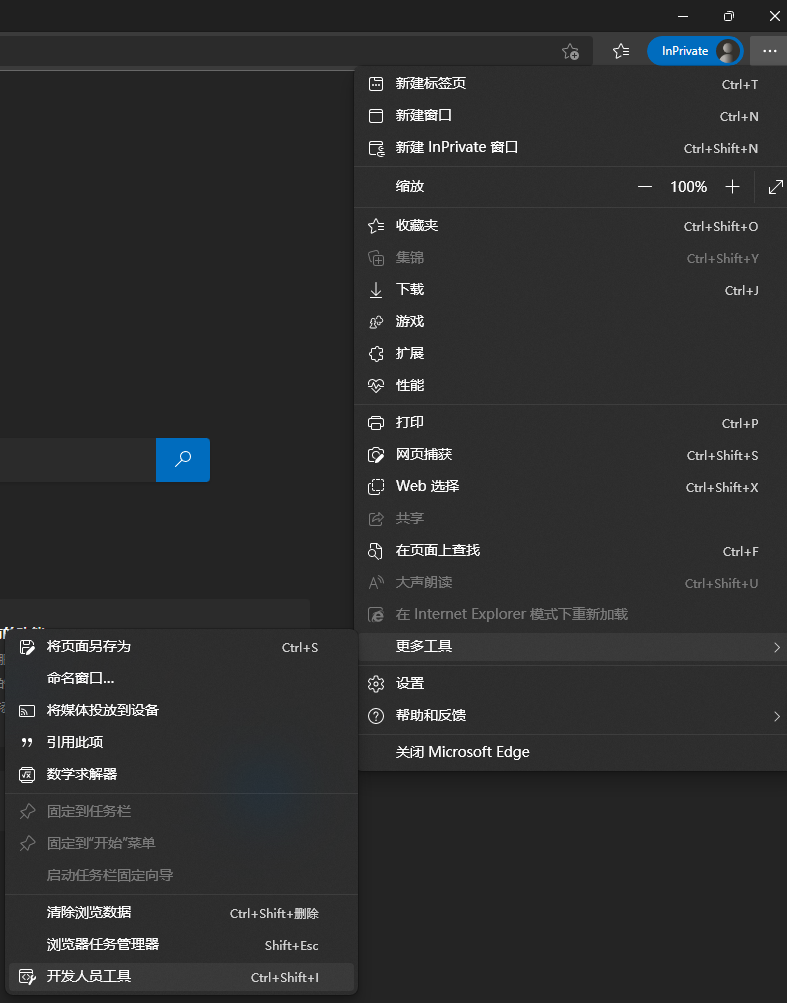 InPrivate
新建标签页 Ctrl+T
新建窗口 Ctrl+N
新建 InPrivate 窗口 Ctrl+Shift+N
缩放 100%
收藏夹 Ctrl+Shift+O
集锦 Ctrl+Shift+Y
下载 Ctrl+J
游戏
扩展
性能
打印 Ctrl+P
网页捕获 Ctrl+Shift+S
Web 选择 Ctrl+Shift+X
共享
在页面上查找 Ctrl+F
大声朗读 Ctrl+Shift+U
在 Internet Explorer 模式下重新加载
更多工具
设置
帮助和反馈
关闭 Microsoft Edge
将页面另存为 Ctrl+S
命名窗口...
将媒体投放到设备
引用此项
数学求解器
固定到任务栏
固定到"开始"菜单
启动任务栏固定向导
清除浏览数据 Ctrl+Shift+删除
浏览器任务管理器 Shift+Esc
开发人员工具 Ctrl+Shift+I